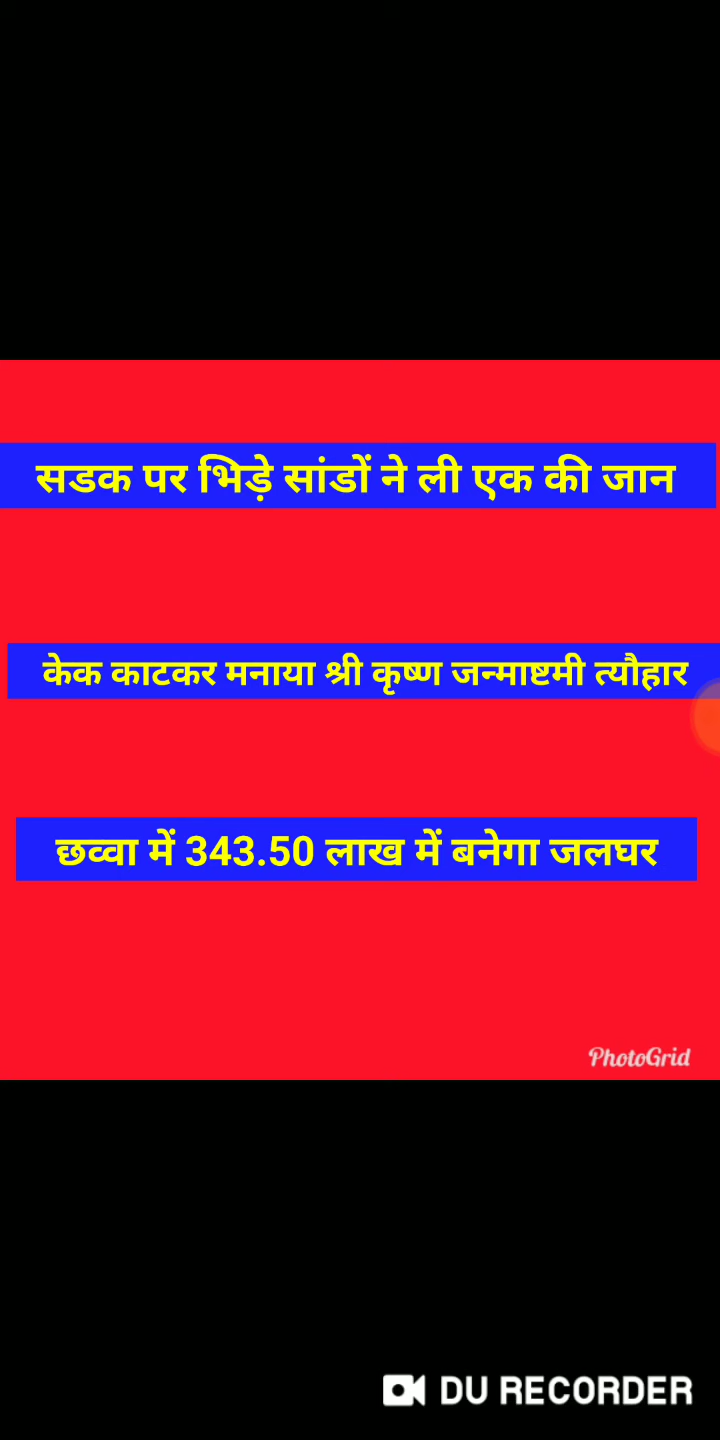 सडक पर भिड़े सांडों ने ली एक की जान
केक काटकर मनाया श्री कृष्ण जन्माष्टमी त्यौहार
छव्वा में 343.50 लाख में बनेगा जलघर
PhotoGrid
DU RECORDER